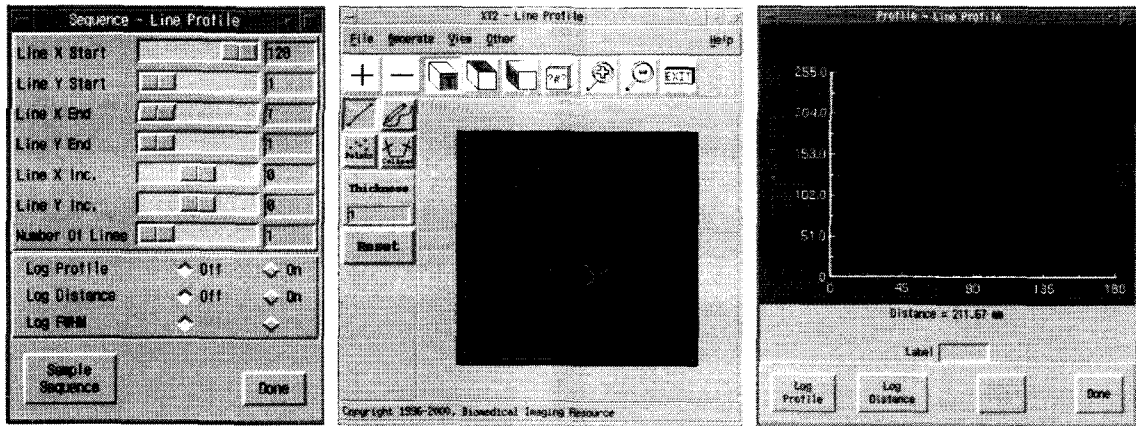 Sequence - Line Profile
Line X Start 128
Line Y Start 1
Line X End 1
Line Y End 1
Line X Inc. 0
Line Y Inc. 0
Number Of Lines 1
Log Profile Off On
Log Distance Off On
Log FWHM
Sample Sequence
Done
XY2 - Line Profile
File Generate View Other Help
?#?
EXIT
Points
Caliper
Thickness
1
Reset
Copyright 1996-2000, Biomedical Imaging Resource
Profile - Line Profile
255.0
204.0
153.0
102.0
51.0
0
0 45 90 135 180
Distance = 211.67 mm
Label
Log Profile
Log Distance
Done